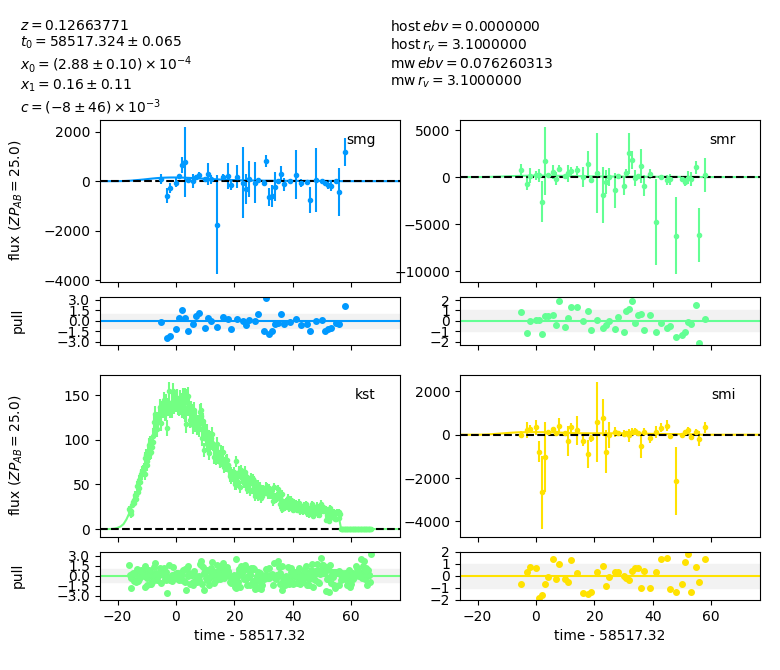 z = 0.12663771
t₀ = 58517.324 ± 0.065
x₀ = (2.88 ± 0.10) × 10⁻⁴
x₁ = 0.16 ± 0.11
c = (−8 ± 46) × 10⁻³
host ebv = 0.0000000
host r_v = 3.1000000
mw ebv = 0.076260313
mw r_v = 3.1000000
smg
2000
0
−2000
−4000
flux (ZP_AB = 25.0)
smr
5000
0
−5000
−10000
3.0
1.5
0.0
−1.5
−3.0
pull
2
1
0
−1
−2
kst
150
100
50
0
flux (ZP_AB = 25.0)
smi
2000
0
−2000
−4000
3.0
1.5
0.0
−1.5
−3.0
pull
−20 0 20 40 60
time - 58517.32
2
1
0
−1
−2
−20 0 20 40 60
time - 58517.32